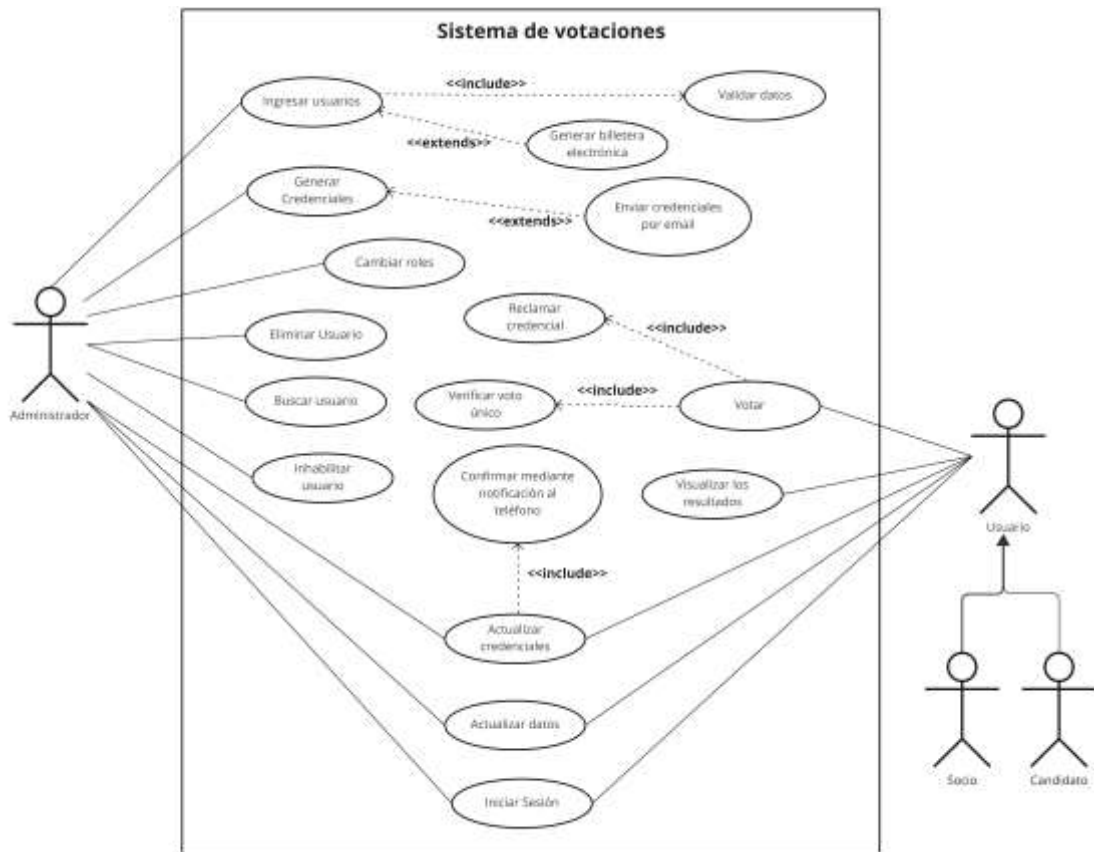 Sistema de votaciones
<<include>>
Ingresar usuarios
Validar datos
<<extends>>
Generar billetera
electrónica
Generar
Credenciales
Enviar credenciales
por email
<<extends>>
Cambiar roles
Reclamar
credencial
<<include>>
Eliminar Usuario
<<include>>
Buscar usuario
Verificar voto
único
Votar
Administrador
Inhabilitar
usuario
Confirmar mediante
notificación al
teléfono
Visualizar los
resultados
Usuario
<<include>>
Actualizar
credenciales
Actualizar datos
Socio
Candidato
Iniciar Sesión